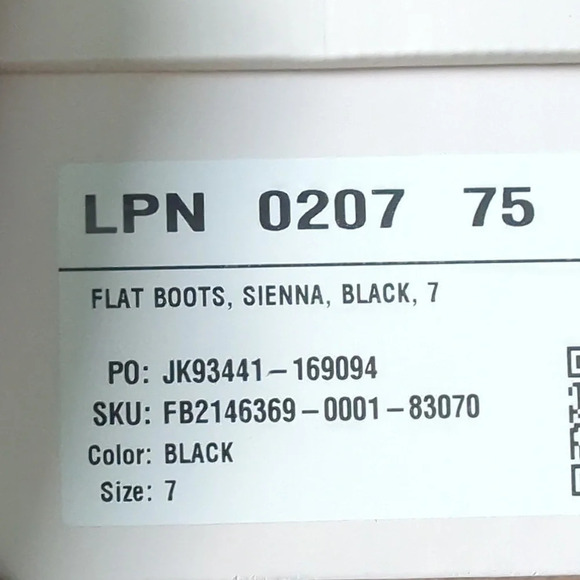 LPN 0207 75
FLAT BOOTS, SIENNA, BLACK, 7
PO: JK93441-169094
SKU: FB2146369-0001-83070
Color: BLACK
Size: 7